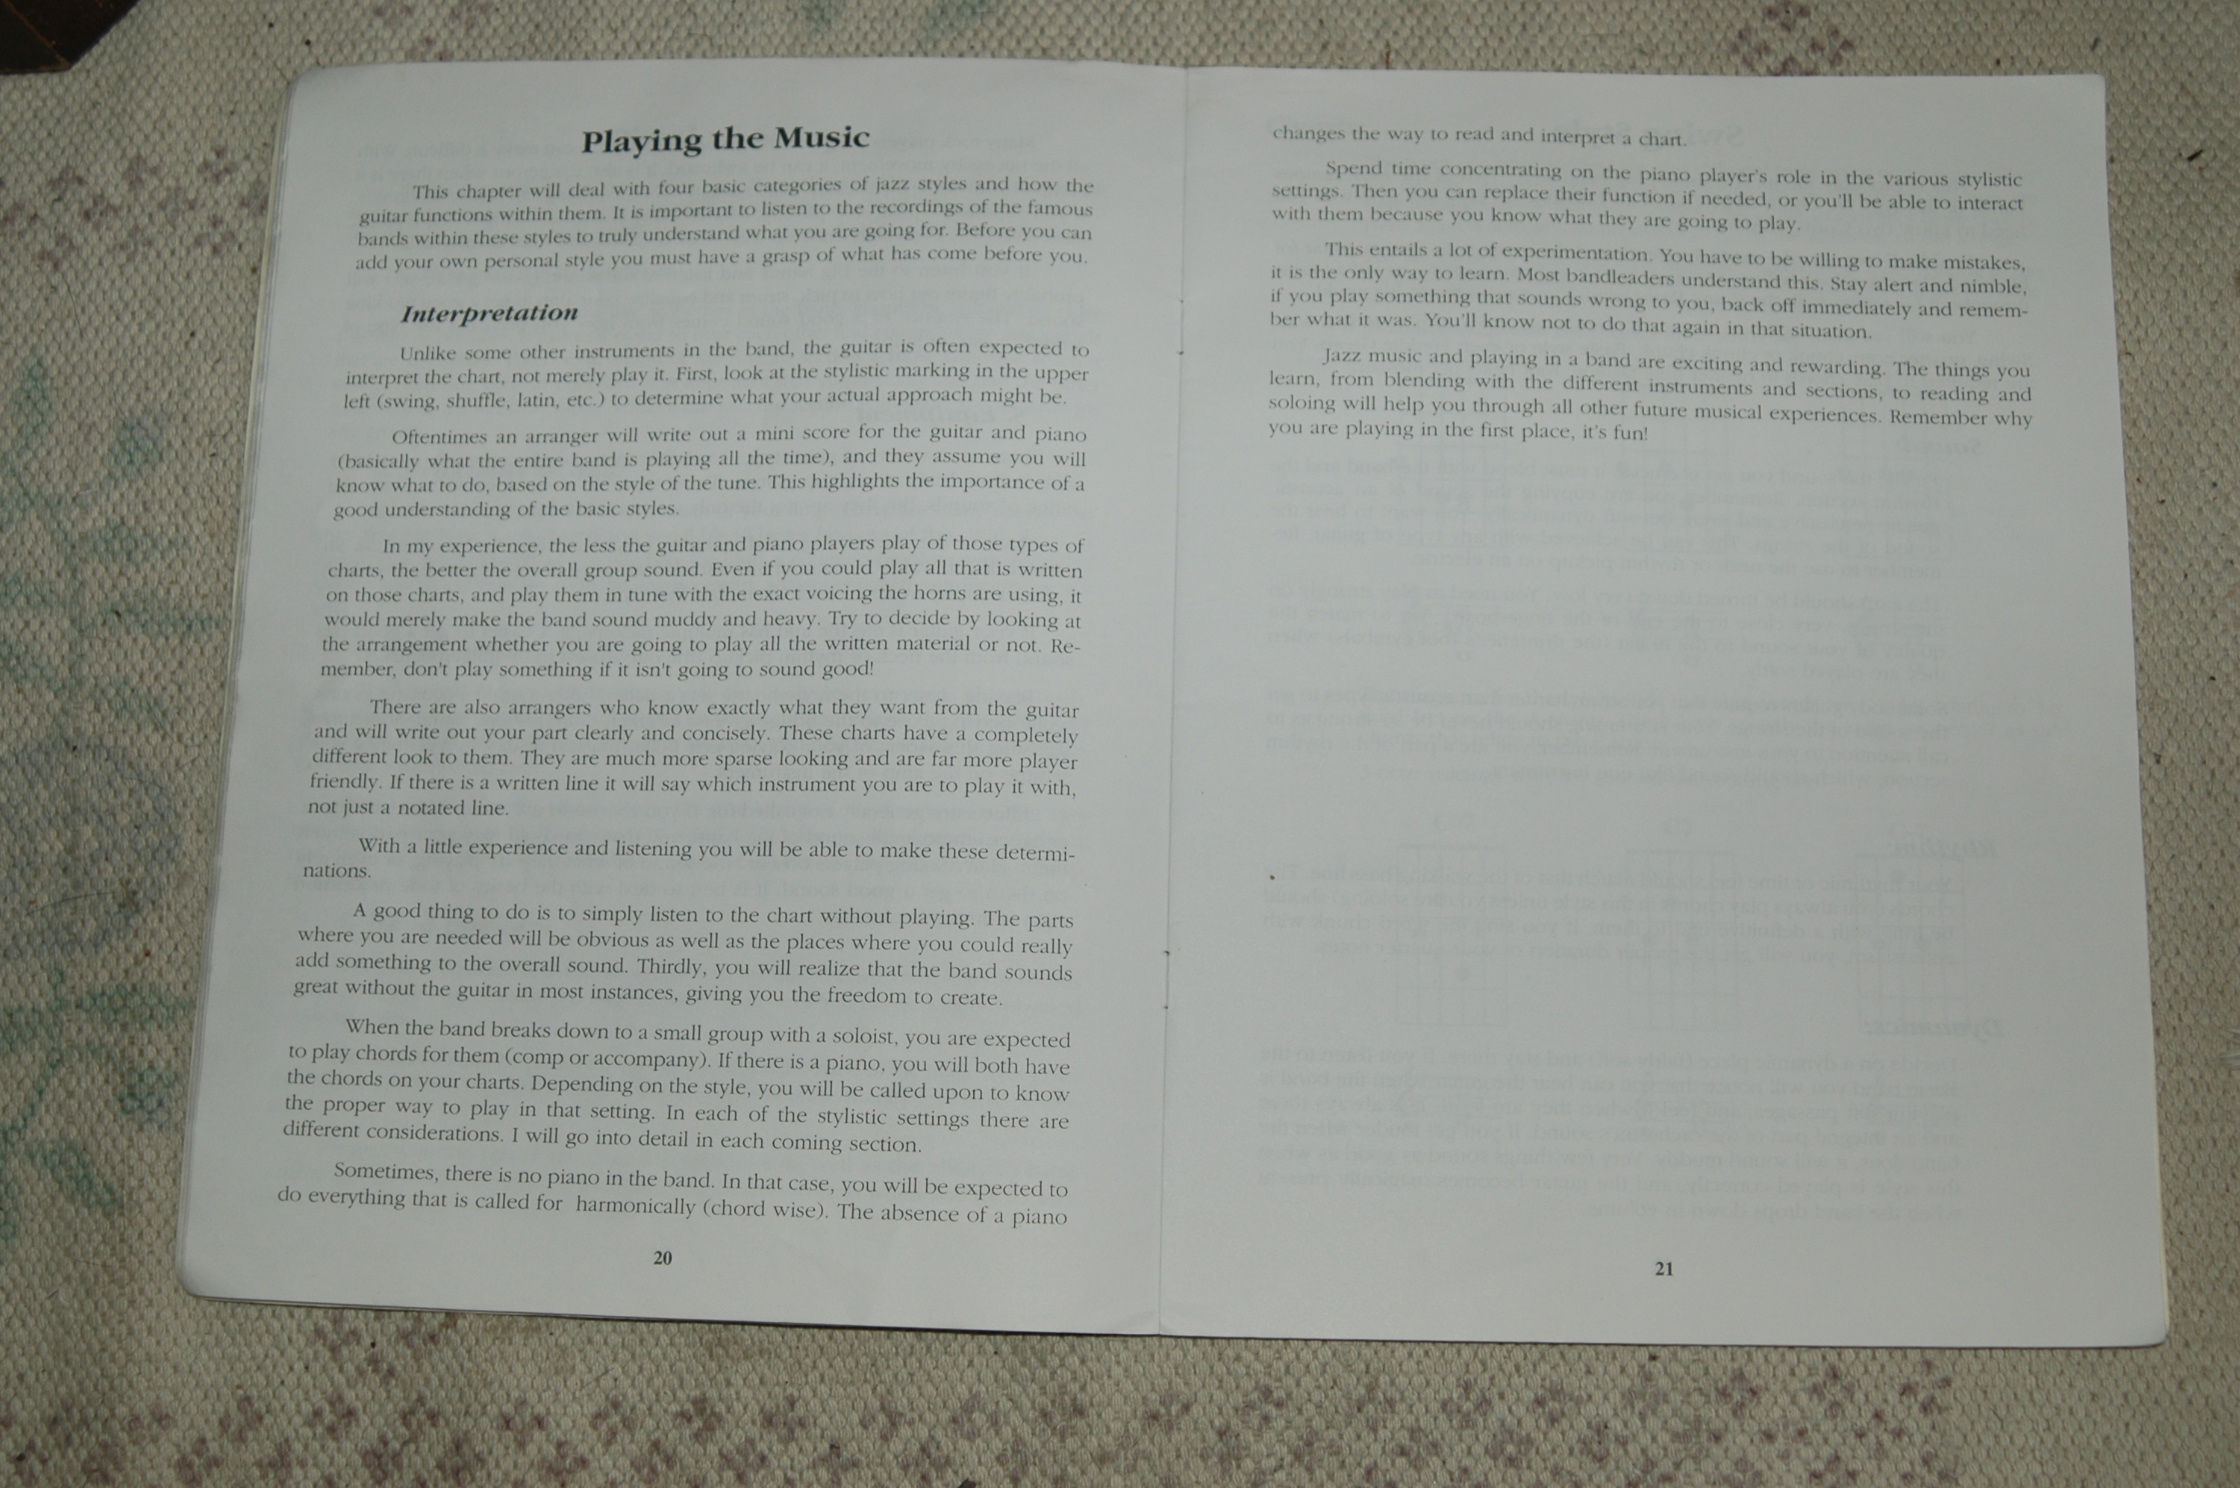 Playing the Music
This chapter will deal with four basic categories of jazz styles and how the
guitar functions within them. It is important to listen to the recordings of the famous
bands within these styles to truly understand what you are going for. Before you can
add your own personal style you must have a grasp of what has come before you.
Interpretation
Unlike some other instruments in the band, the guitar is often expected to
interpret the chart, not merely play it. First, look at the stylistic marking in the upper
left (swing, shuffle, latin, etc.) to determine what your actual approach might be.
Oftentimes an arranger will write out a mini score for the guitar and piano
(basically what the entire band is playing all the time), and they assume you will
know what to do, based on the style of the tune. This highlights the importance of a
good understanding of the basic styles.
In my experience, the less the guitar and piano players play of those types of
charts, the better the overall group sound. Even if you could play all that is written
on those charts, and play them in tune with the exact voicing the horns are using, it
would merely make the band sound muddy and heavy. Try to decide by looking at
the arrangement whether you are going to play all the written material or not. Re-
member, don't play something if it isn't going to sound good!
There are also arrangers who know exactly what they want from the guitar
and will write out your part clearly and concisely. These charts have a completely
different look to them. They are much more sparse looking and are far more player
friendly. If there is a written line it will say which instrument you are to play it with,
not just a notated line.
With a little experience and listening you will be able to make these determi-
nations.
A good thing to do is to simply listen to the chart without playing. The parts
where you are needed will be obvious as well as the places where you could really
add something to the overall sound. Thirdly, you will realize that the band sounds
great without the guitar in most instances, giving you the freedom to create.
When the band breaks down to a small group with a soloist, you are expected
to play chords for them (comp or accompany). If there is a piano, you will both have
the chords on your charts. Depending on the style, you will be called upon to know
the proper way to play in that setting. In each of the stylistic settings there are
different considerations. I will go into detail in each coming section.
Sometimes, there is no piano in the band. In that case, you will be expected to
do everything that is called for harmonically (chord wise). The absence of a piano
20
changes the way to read and interpret a chart.
Spend time concentrating on the piano player's role in the various stylistic
settings. Then you can replace their function if needed, or you'll be able to interact
with them because you know what they are going to play.
This entails a lot of experimentation. You have to be willing to make mistakes,
it is the only way to learn. Most bandleaders understand this. Stay alert and nimble,
if you play something that sounds wrong to you, back off immediately and remem-
ber what it was. You'll know not to do that again in that situation.
Jazz music and playing in a band are exciting and rewarding. The things you
learn, from blending with the different instruments and sections, to reading and
soloing will help you through all other future musical experiences. Remember why
you are playing in the first place, it's fun!
21